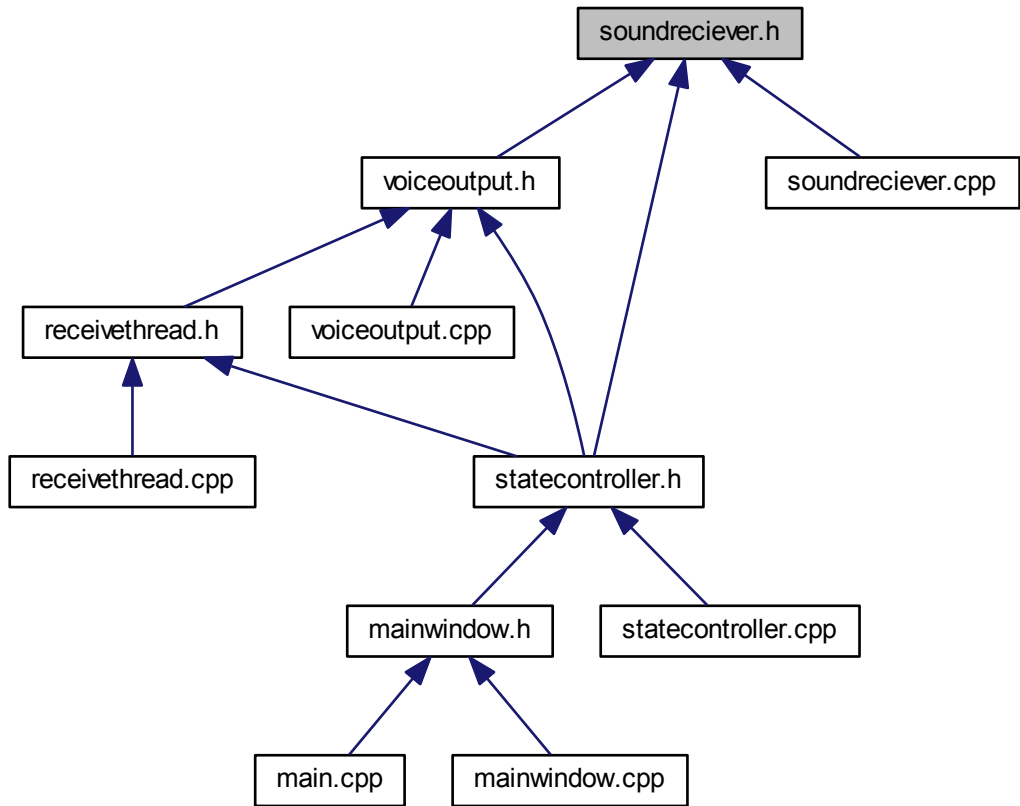 soundreciever.h
voiceoutput.h
soundreciever.cpp
receivethread.h
voiceoutput.cpp
receivethread.cpp
statecontroller.h
mainwindow.h
statecontroller.cpp
main.cpp
mainwindow.cpp